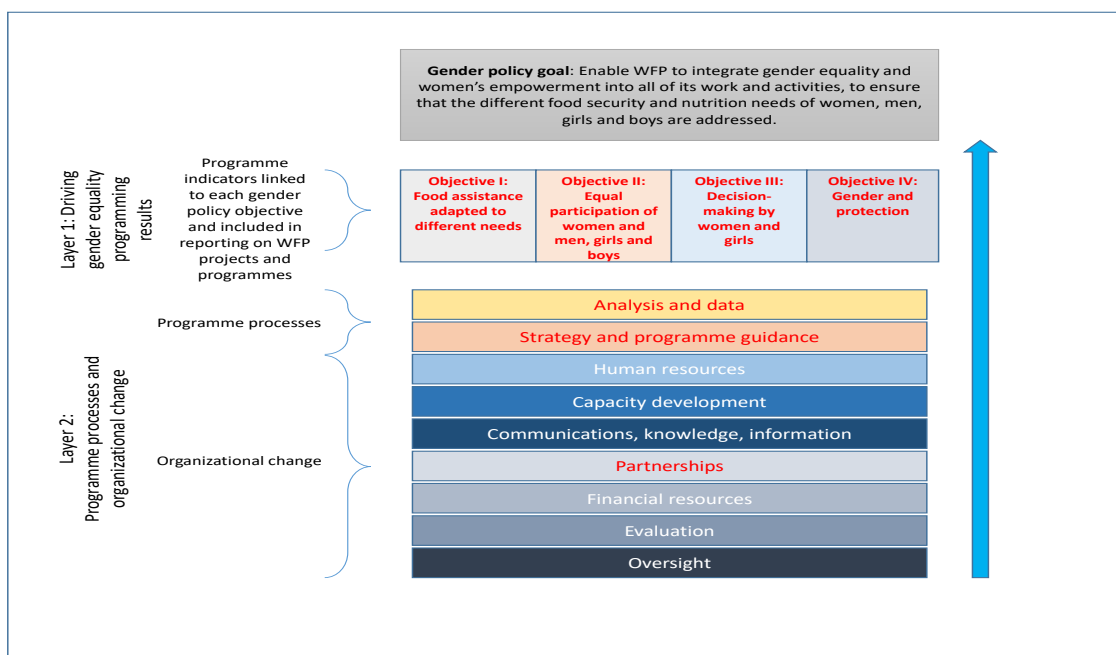 Gender policy goal: Enable WFP to integrate gender equality and
women's empowerment into all of its work and activities, to ensure
that the different food security and nutrition needs of women, men,
girls and boys are addressed.
Layer 1: Driving
gender equality
programming
results
Programme
indicators linked
to each gender
policy objective
and included in
reporting on WFP
projects and
programmes
Objective I:
Food assistance
adapted to
different needs
Objective II:
Equal
participation of
women and
men, girls and
boys
Objective III:
Decision-
making by
women and
girls
Objective IV:
Gender and
protection
Layer 2:
Programme processes and
organizational change
Programme processes
Analysis and data
Strategy and programme guidance
Organizational change
Human resources
Capacity development
Communications, knowledge, information
Partnerships
Financial resources
Evaluation
Oversight